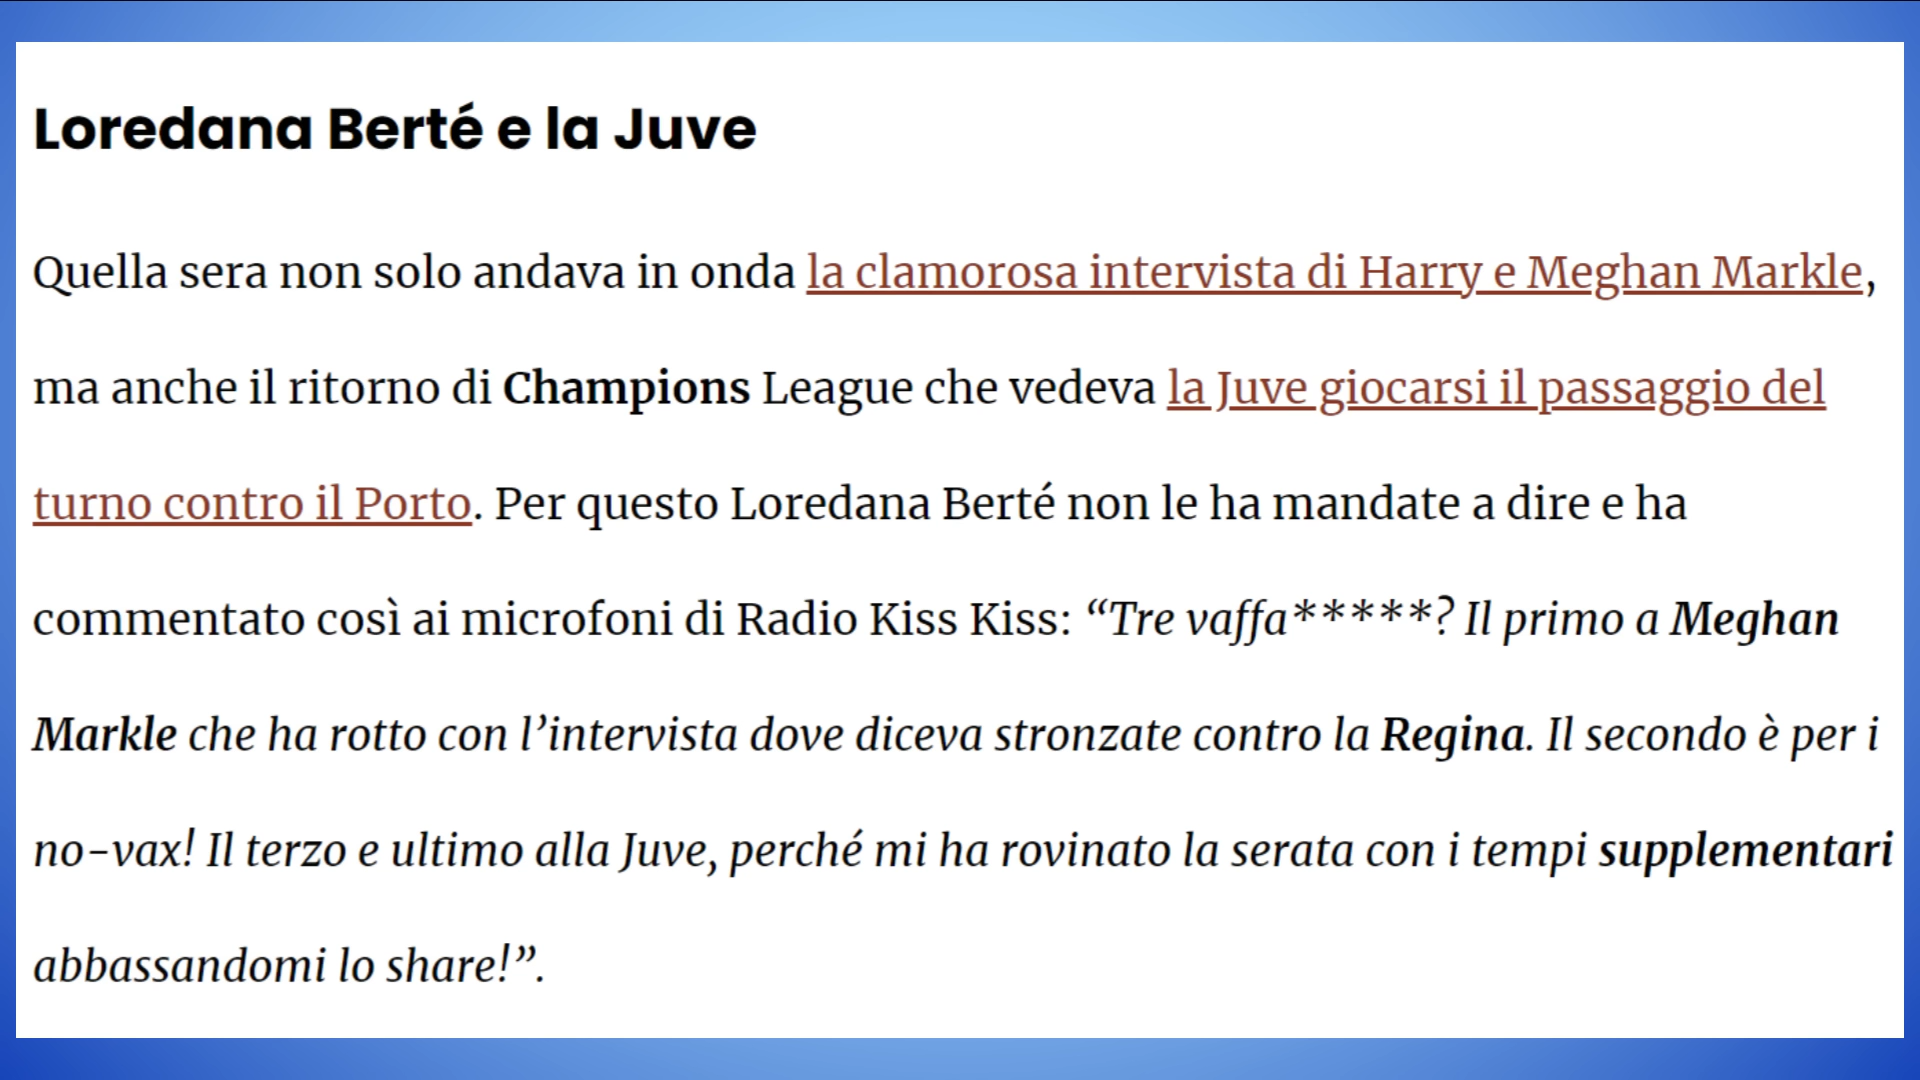 Loredana Berté e la Juve
Quella sera non solo andava in onda la clamorosa intervista di Harry e Meghan Markle,
ma anche il ritorno di Champions League che vedeva la Juve giocarsi il passaggio del
turno contro il Porto. Per questo Loredana Berté non le ha mandate a dire e ha
commentato così ai microfoni di Radio Kiss Kiss: “Tre vaffa*****? Il primo a Meghan
Markle che ha rotto con l’intervista dove diceva stronzate contro la Regina. Il secondo è per i
no-vax! Il terzo e ultimo alla Juve, perché mi ha rovinato la serata con i tempi supplementari
abbassandomi lo share!”.